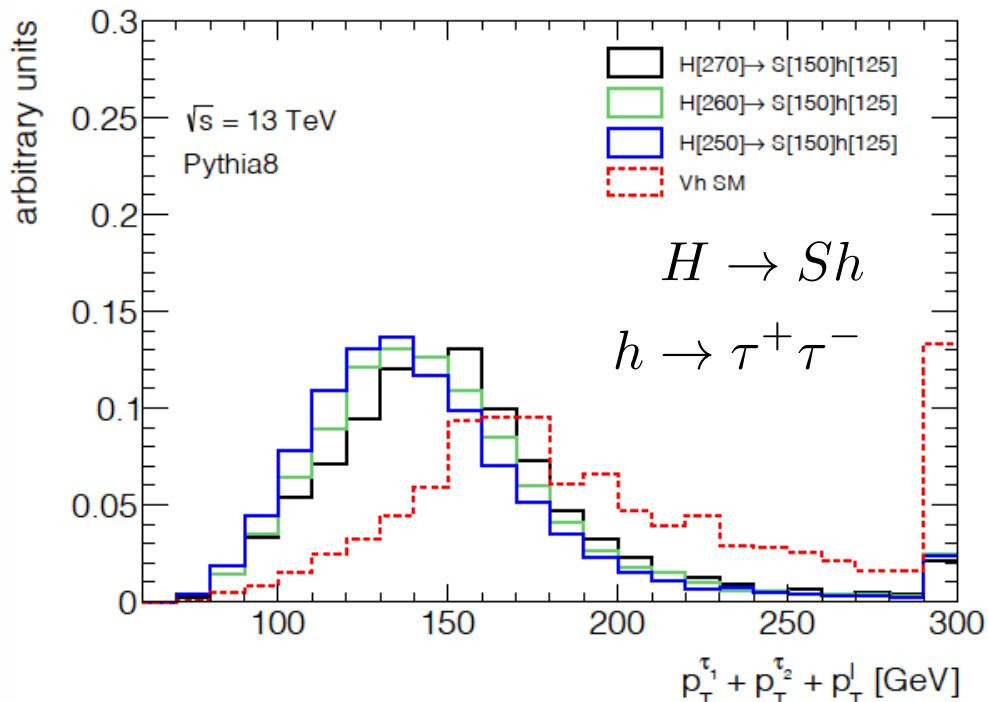 arbitrary units
0.3
0.25
0.2
0.15
0.1
0.05
0
√s = 13 TeV
Pythia8
H[270]→ S[150]h[125]
H[260]→ S[150]h[125]
H[250]→ S[150]h[125]
Vh SM
H → Sh
h → τ⁺τ⁻
100 150 200 250 300
p_T^{τ_1} + p_T^{τ_2} + p_T^l [GeV]